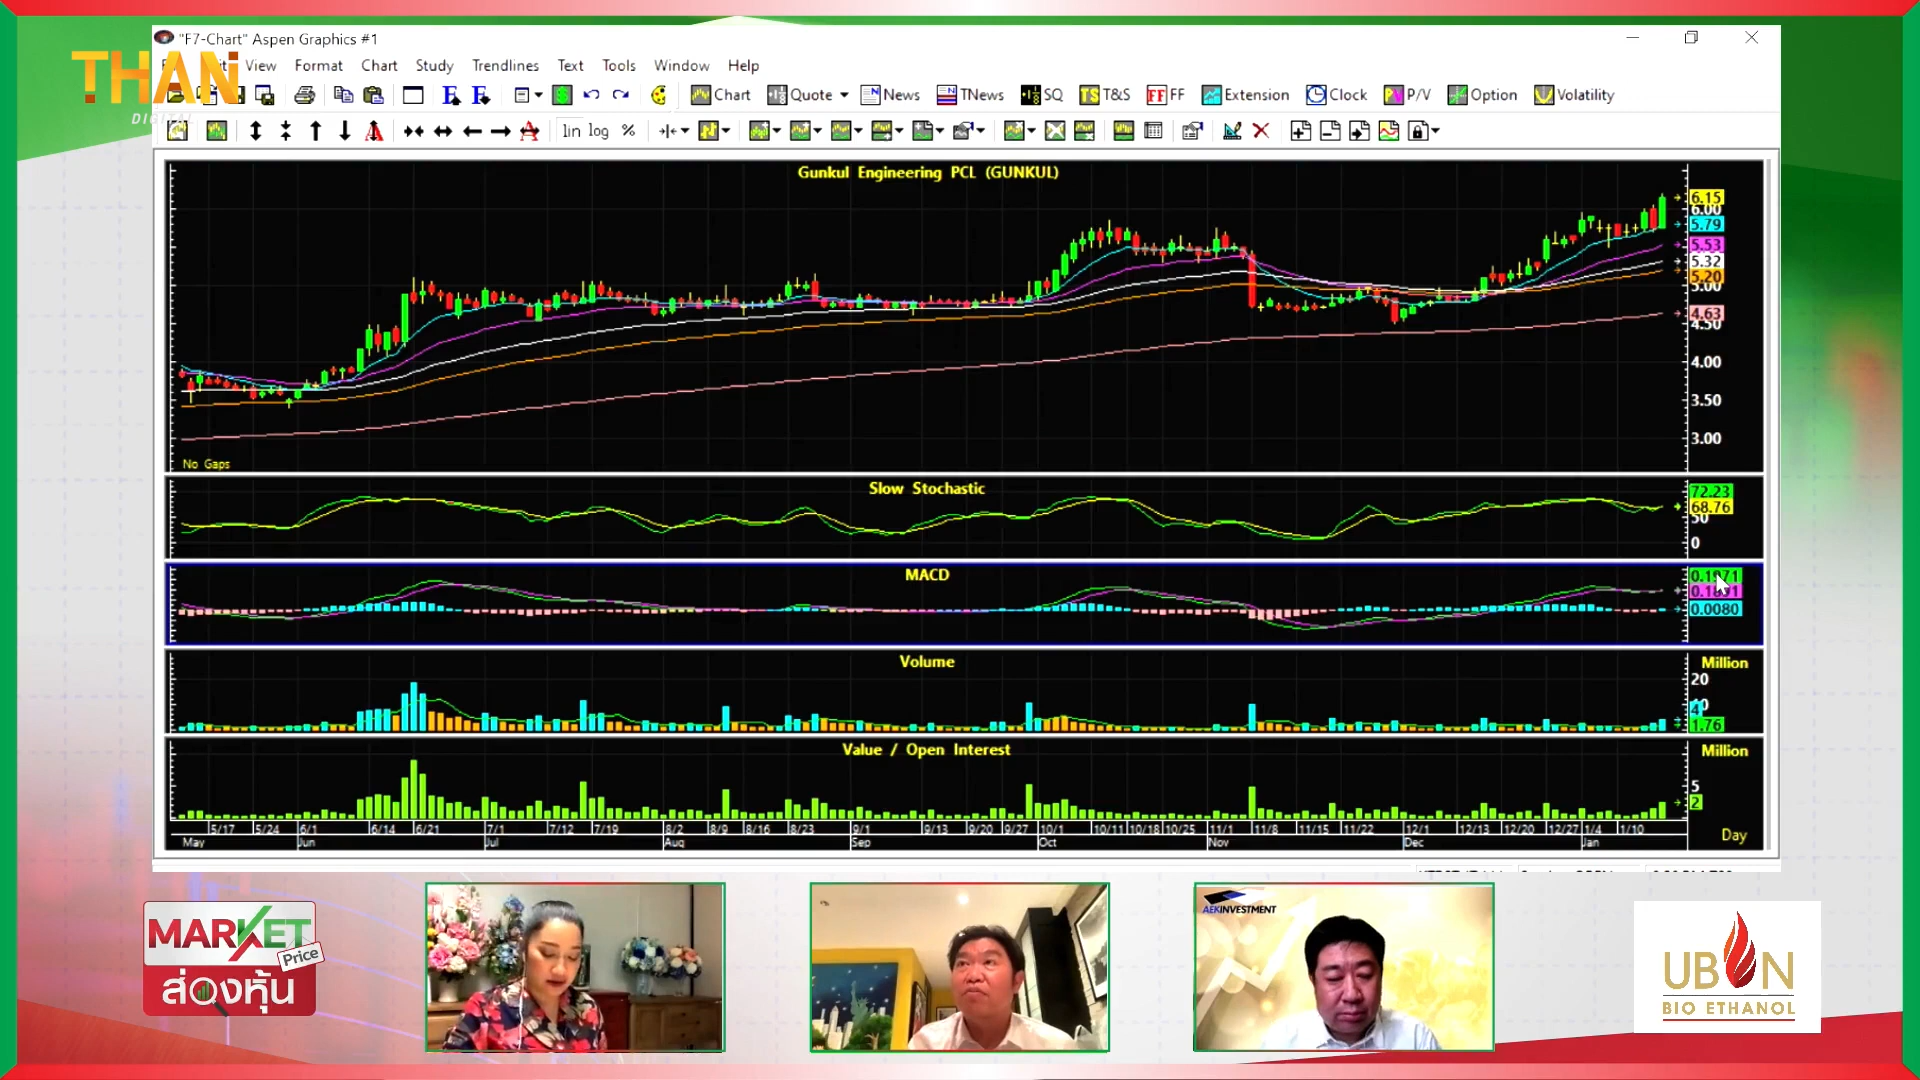 "F7-Chart" Aspen Graphics #1
THAN
DIGITAL
View Format Chart Study Trendlines Text Tools Window Help
Chart Quote News TNews SQ TS T&S FF FF Extension Clock P/V Option Volatility
lin log %
Gunkul Engineering PCL (GUNKUL)
6.15
6.00
5.79
5.53
5.32
5.20
5.00
4.63
4.50
4.00
3.50
3.00
No Gaps
Slow Stochastic
72.23
68.76
50
0
MACD
0.0080
Volume
Million
20
1.76
Value / Open Interest
Million
5
2
5/17 5/24 6/1 6/14 6/21 7/1 7/12 7/19 8/2 8/9 8/16 8/23 9/1 9/13 9/20 9/27 10/1 10/11 10/18 10/25 11/1 11/8 11/15 11/22 12/1 12/13 12/20 12/27 1/4 1/10
May Jun Jul Aug Sep Oct Nov Dec Jan
Day
MARKET
Price
ส่องหุ้น
AEKINVESTMENT
UBON
BIO ETHANOL